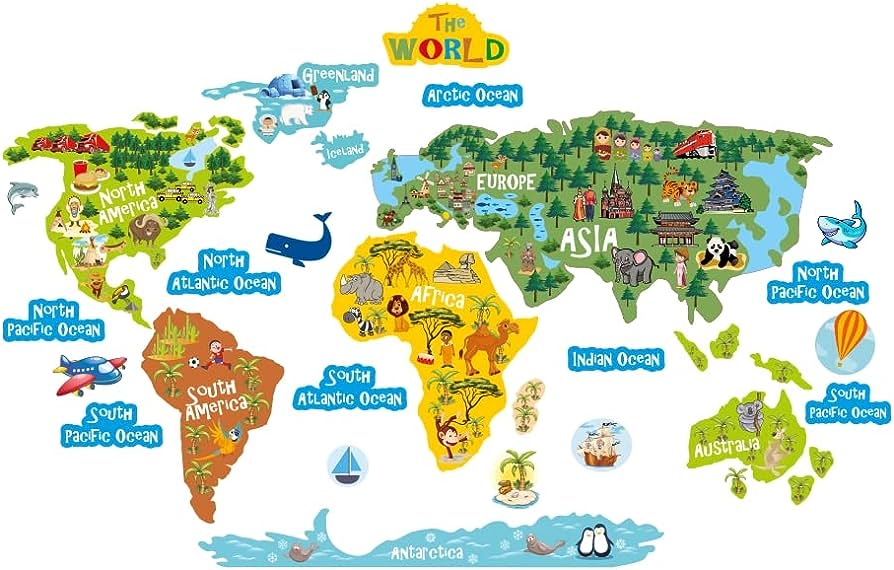 The
WORLD
Greenland
Arctic Ocean
Iceland
North
America
EUROPE
ASIA
North
Atlantic Ocean
North
Pacific Ocean
Africa
North
Pacific Ocean
Indian Ocean
South
America
South
Atlantic Ocean
South
Pacific Ocean
South
Pacific Ocean
Australia
Antarctica